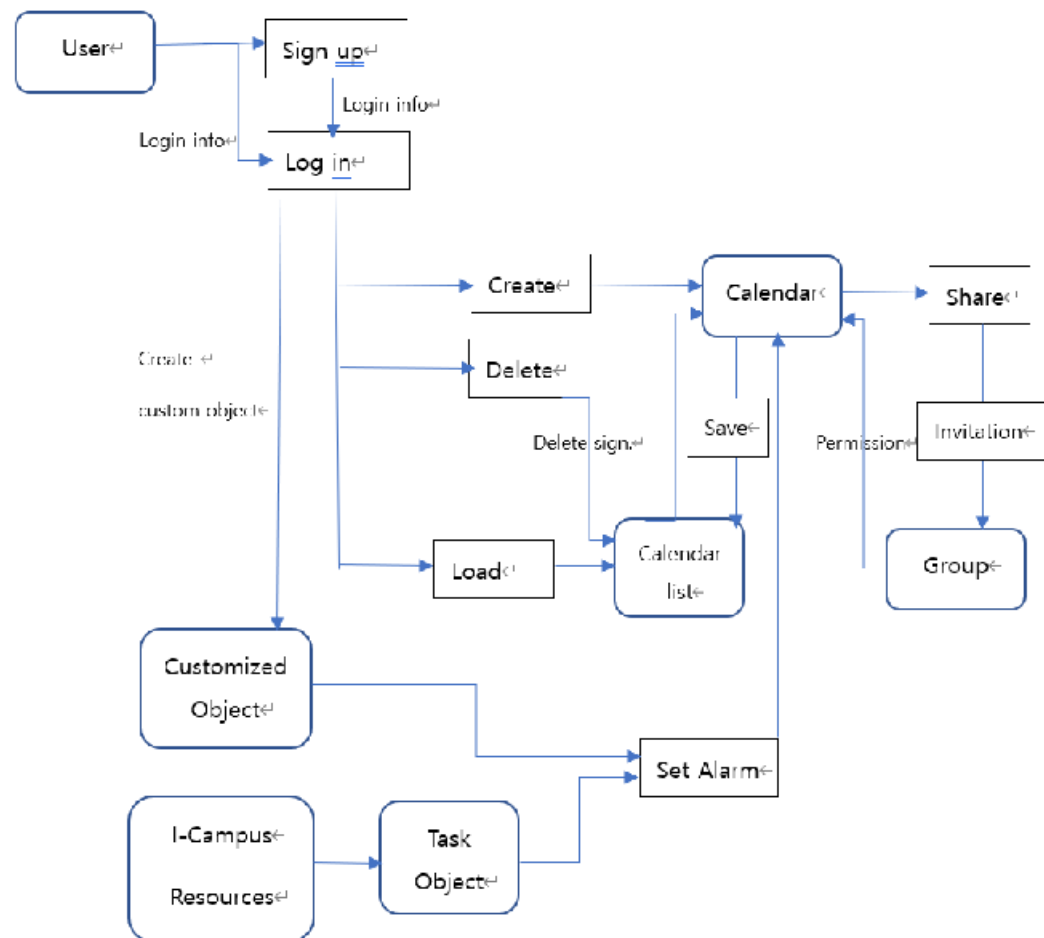 User
Sign up
Login info
Login info
Log in
Create
Calendar
Share
Delete
Create
custom object
Save
Invitation
Delete sign.
Permission
Calendar
list
Load
Group
Customized
Object
Set Alarm
I-Campus
Resources
Task
Object